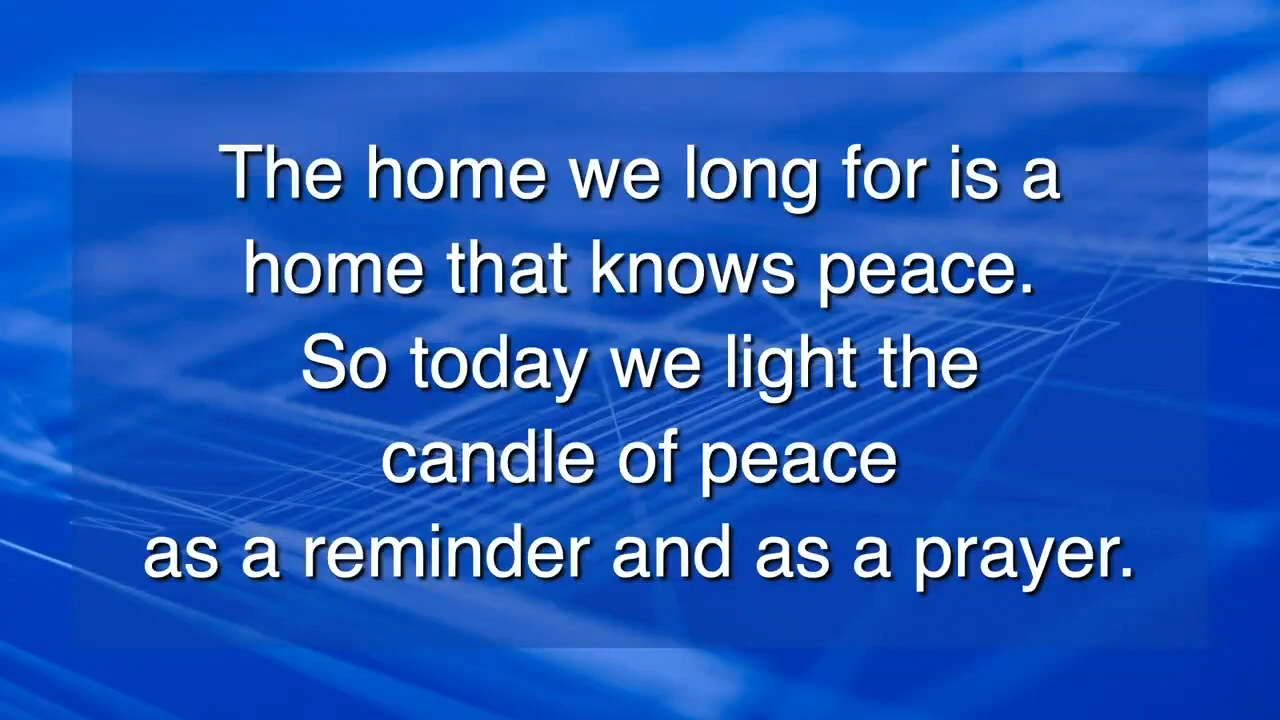 The home we long for is a
home that knows peace.
So today we light the
candle of peace
as a reminder and as a prayer.